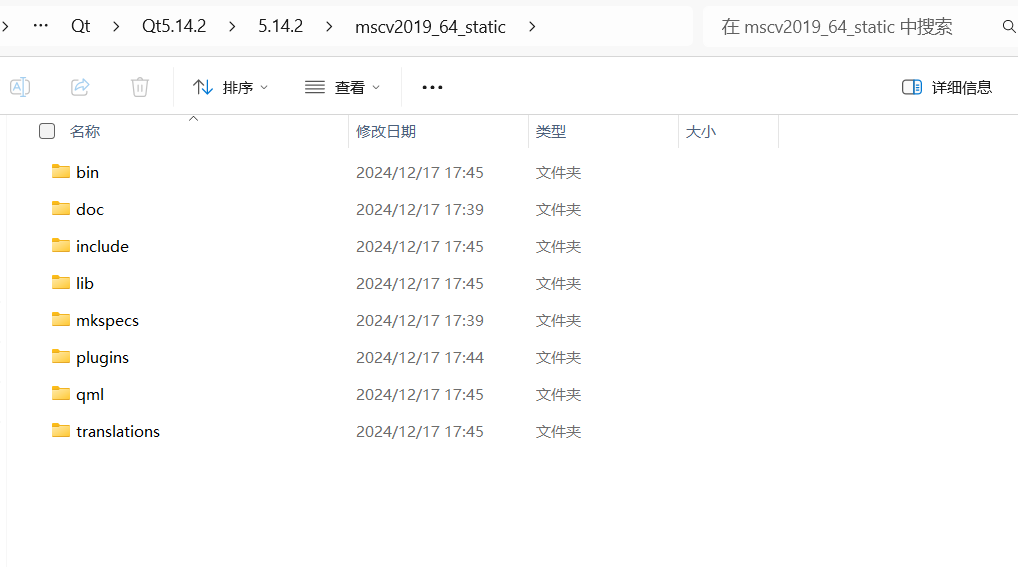 Qt Qt5.14.2 5.14.2 mscv2019_64_static 在 mscv2019_64_static 中搜索
排序 查看 详细信息
名称 修改日期 类型 大小
bin 2024/12/17 17:45 文件夹
doc 2024/12/17 17:39 文件夹
include 2024/12/17 17:45 文件夹
lib 2024/12/17 17:45 文件夹
mkspecs 2024/12/17 17:39 文件夹
plugins 2024/12/17 17:44 文件夹
qml 2024/12/17 17:45 文件夹
translations 2024/12/17 17:45 文件夹